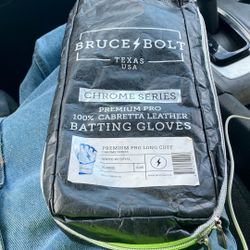 BRUCE BOLT
TEXAS
USA
CHROME SERIES
PREMIUM PRO
100% CABRETTA LEATHER
BATTING GLOVES
PREMIUM PRO LONG CUFF